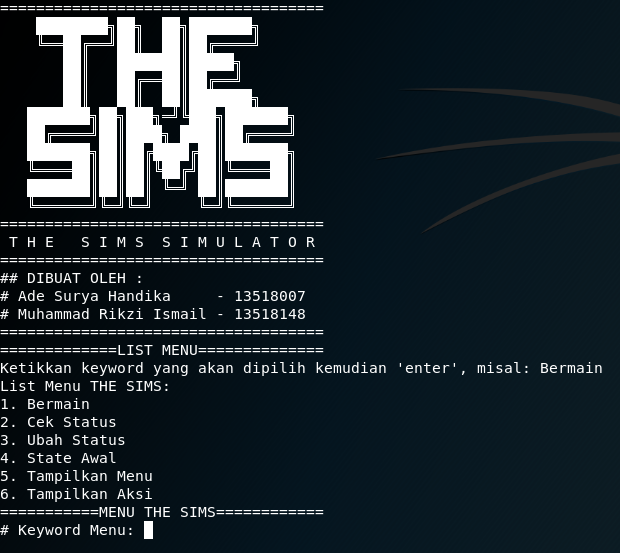 ====================================
THE
SIMS
====================================
T H E   S I M S  S I M U L A T O R
====================================
## DIBUAT OLEH :
# Ade Surya Handika     - 13518007
# Muhammad Rikzi Ismail - 13518148
====================================
=============LIST MENU==============
Ketikkan keyword yang akan dipilih kemudian 'enter', misal: Bermain
List Menu THE SIMS:
1. Bermain
2. Cek Status
3. Ubah Status
4. State Awal
5. Tampilkan Menu
6. Tampilkan Aksi
===========MENU THE SIMS============
# Keyword Menu: